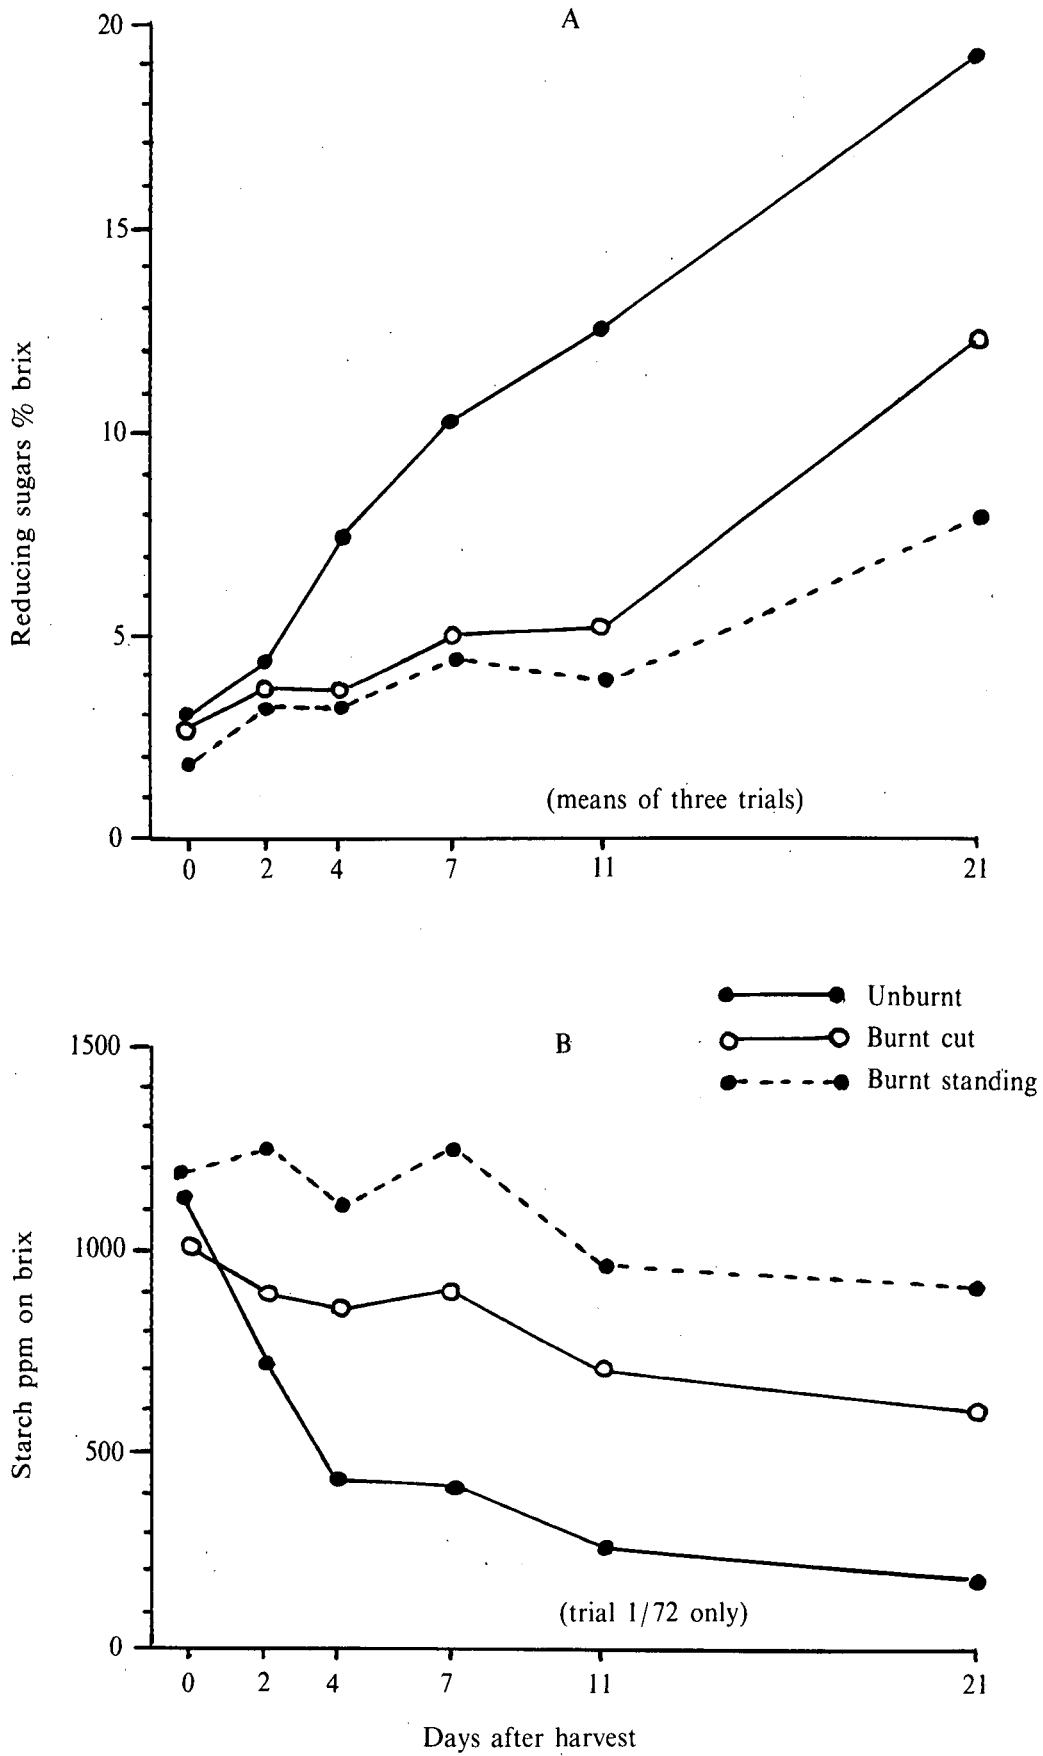 A
20
15
10
5
0
Reducing sugars % brix
(means of three trials)
0 2 4 7 11 21
Unburnt
Burnt cut
Burnt standing
B
1500
1000
500
0
Starch ppm on brix
(trial 1/72 only)
0 2 4 7 11 21
Days after harvest